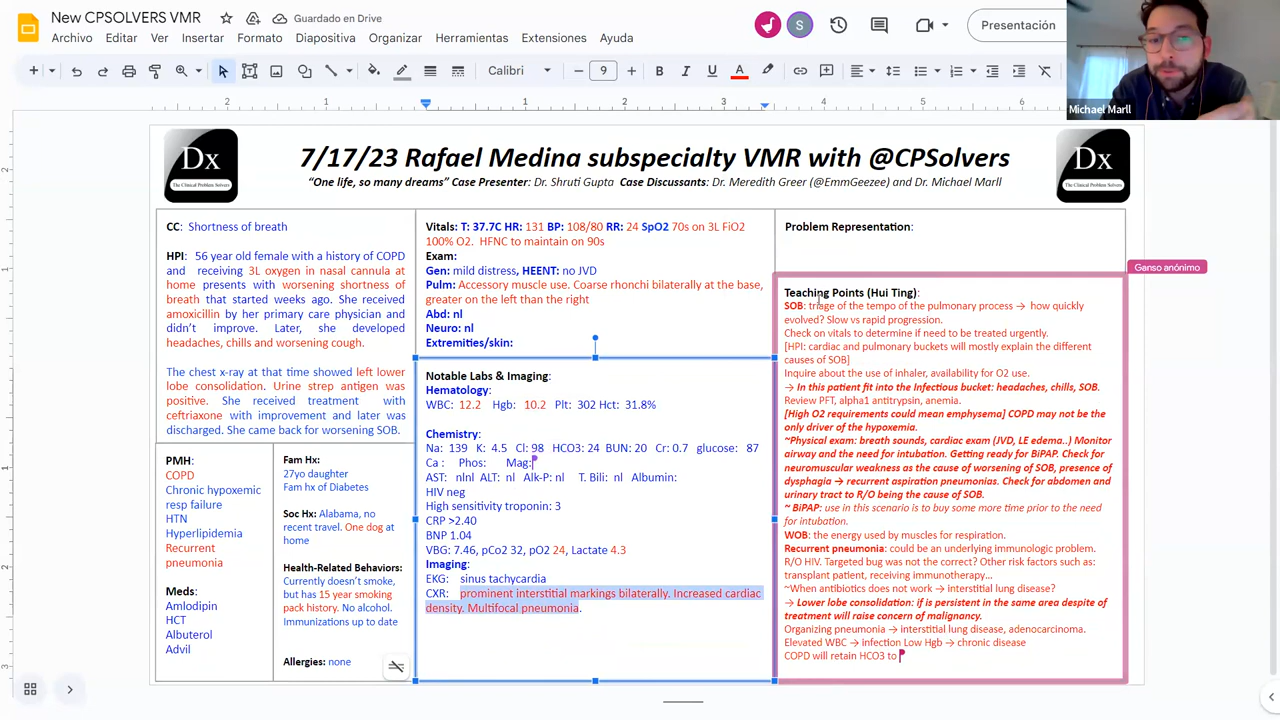 New CPSOLVERS VMR
Guardado en Drive
Archivo Editar Ver Insertar Formato Diapositiva Organizar Herramientas Extensiones Ayuda
S
Presentación
Calibri
9
Michael Marll
2 1 1 2 4 5 6
Dx
The Clinical Problem Solvers
7/17/23 Rafael Medina subspecialty VMR with @CPSolvers
"One life, so many dreams" Case Presenter: Dr. Shruti Gupta Case Discussants: Dr. Meredith Greer (@EmmGeezee) and Dr. Michael Marll
Dx
The Clinical Problem Solvers
CC: Shortness of breath
HPI: 56 year old female with a history of COPD
and receiving 3L oxygen in nasal cannula at
home presents with worsening shortness of
breath that started weeks ago. She received
amoxicillin by her primary care physician and
didn't improve. Later, she developed
headaches, chills and worsening cough.
The chest x-ray at that time showed left lower
lobe consolidation. Urine strep antigen was
positive. She received treatment with
ceftriaxone with improvement and later was
discharged. She came back for worsening SOB.
PMH:
COPD
Chronic hypoxemic
resp failure
HTN
Hyperlipidemia
Recurrent
pneumonia
Meds:
Amlodipin
HCT
Albuterol
Advil
Fam Hx:
27yo daughter
Fam hx of Diabetes
Soc Hx: Alabama, no
recent travel. One dog at
home
Health-Related Behaviors:
Currently doesn't smoke,
but has 15 year smoking
pack history. No alcohol.
Immunizations up to date
Allergies: none
Vitals: T: 37.7C HR: 131 BP: 108/80 RR: 24 SpO2 70s on 3L FiO2
100% O2. HFNC to maintain on 90s
Exam:
Gen: mild distress, HEENT: no JVD
Pulm: Accessory muscle use. Coarse rhonchi bilaterally at the base,
greater on the left than the right
Abd: nl
Neuro: nl
Extremities/skin:
Notable Labs & Imaging:
Hematology:
WBC: 12.2 Hgb: 10.2 Plt: 302 Hct: 31.8%
Chemistry:
Na: 139 K: 4.5 Cl: 98 HCO3: 24 BUN: 20 Cr: 0.7 glucose: 87
Ca : Phos: Mag:
AST: nlnl ALT: nl Alk-P: nl T. Bili: nl Albumin:
HIV neg
High sensitivity troponin: 3
CRP >2.40
BNP 1.04
VBG: 7.46, pCo2 32, pO2 24, Lactate 4.3
Imaging:
EKG: sinus tachycardia
CXR: prominent interstitial markings bilaterally. Increased cardiac
density. Multifocal pneumonia.
Problem Representation:
Ganso anónimo
Teaching Points (Hui Ting):
SOB: triage of the tempo of the pulmonary process → how quickly
evolved? Slow vs rapid progression.
Check on vitals to determine if need to be treated urgently.
[HPI: cardiac and pulmonary buckets will mostly explain the different
causes of SOB]
Inquire about the use of inhaler, availability for O2 use.
→ In this patient fit into the Infectious bucket: headaches, chills, SOB.
Review PFT, alpha1 antitrypsin, anemia.
[High O2 requirements could mean emphysema] COPD may not be the
only driver of the hypoxemia.
~Physical exam: breath sounds, cardiac exam (JVD, LE edema..) Monitor
airway and the need for intubation. Getting ready for BiPAP. Check for
neuromuscular weakness as the cause of worsening of SOB, presence of
dysphagia → recurrent aspiration pneumonias. Check for abdomen and
urinary tract to R/O being the cause of SOB.
~ BiPAP: use in this scenario is to buy some more time prior to the need
for intubation.
WOB: the energy used by muscles for respiration.
Recurrent pneumonia: could be an underlying immunologic problem.
R/O HIV. Targeted bug was not the correct? Other risk factors such as:
transplant patient, receiving immunotherapy...
~When antibiotics does not work → interstitial lung disease?
→ Lower lobe consolidation: if is persistent in the same area despite of
treatment will raise concern of malignancy.
Organizing pneumonia → interstitial lung disease, adenocarcinoma.
Elevated WBC → infection Low Hgb → chronic disease
COPD will retain HCO3 to